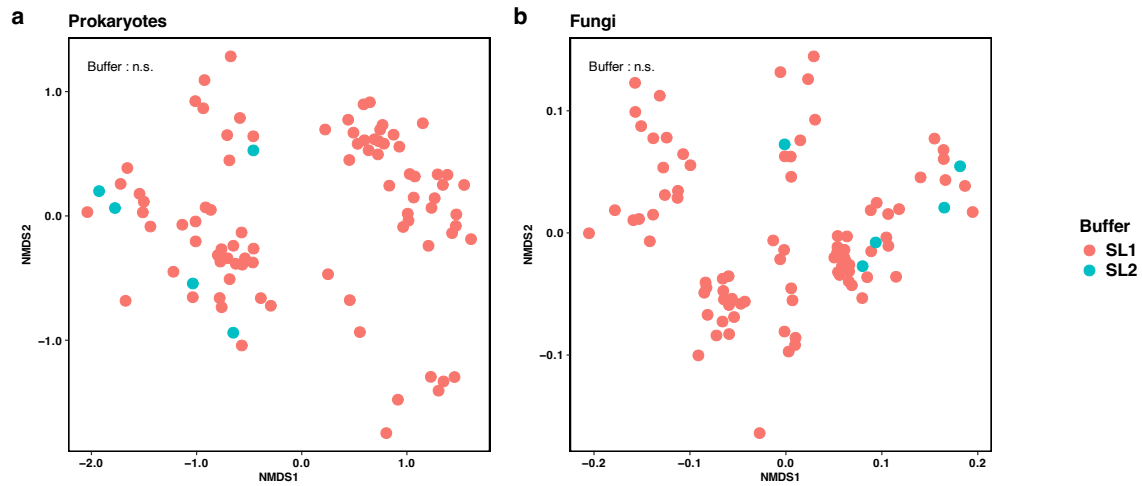 a
Prokaryotes
Buffer : n.s.
1.0
0.0
−1.0
NMDS2
−2.0
−1.0
0.0
1.0
NMDS1
b
Fungi
Buffer : n.s.
0.1
0.0
−0.1
NMDS2
−0.2
−0.1
0.0
0.1
0.2
NMDS1
Buffer
SL1
SL2